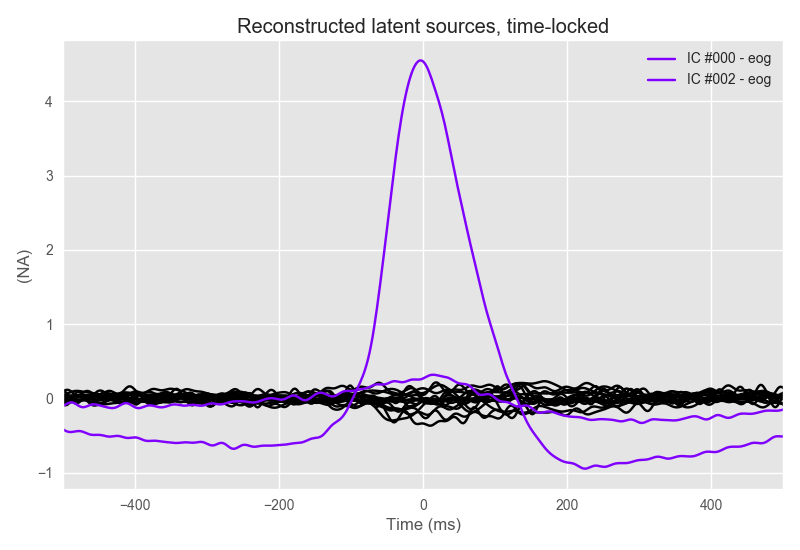 Reconstructed latent sources, time-locked
IC #000 - eog
IC #002 - eog
4
3
2
1
0
−1
(NA)
−400
−200
0
200
400
Time (ms)